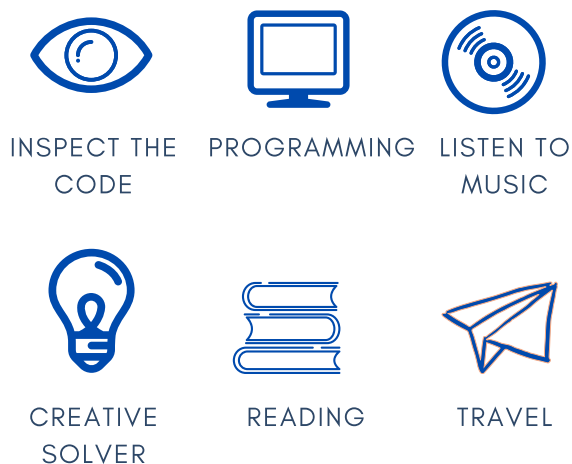 INSPECT THE
CODE
PROGRAMMING
LISTEN TO
MUSIC
CREATIVE
SOLVER
READING
TRAVEL